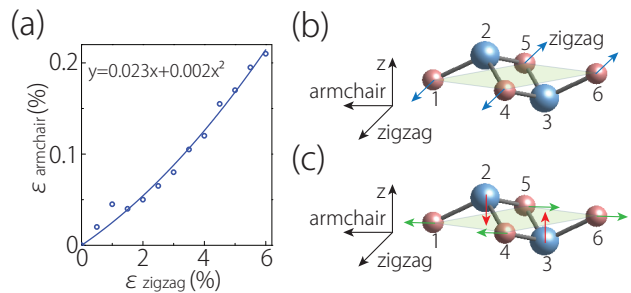 (a)
y=0.023x+0.002x²
ε armchair (%)
0.2
0.1
0
0 2 4 6
ε zigzag (%)
(b)
2
5
zigzag
z
armchair
zigzag
1
4
3
6
(c)
2
5
z
armchair
zigzag
1
4
3
6